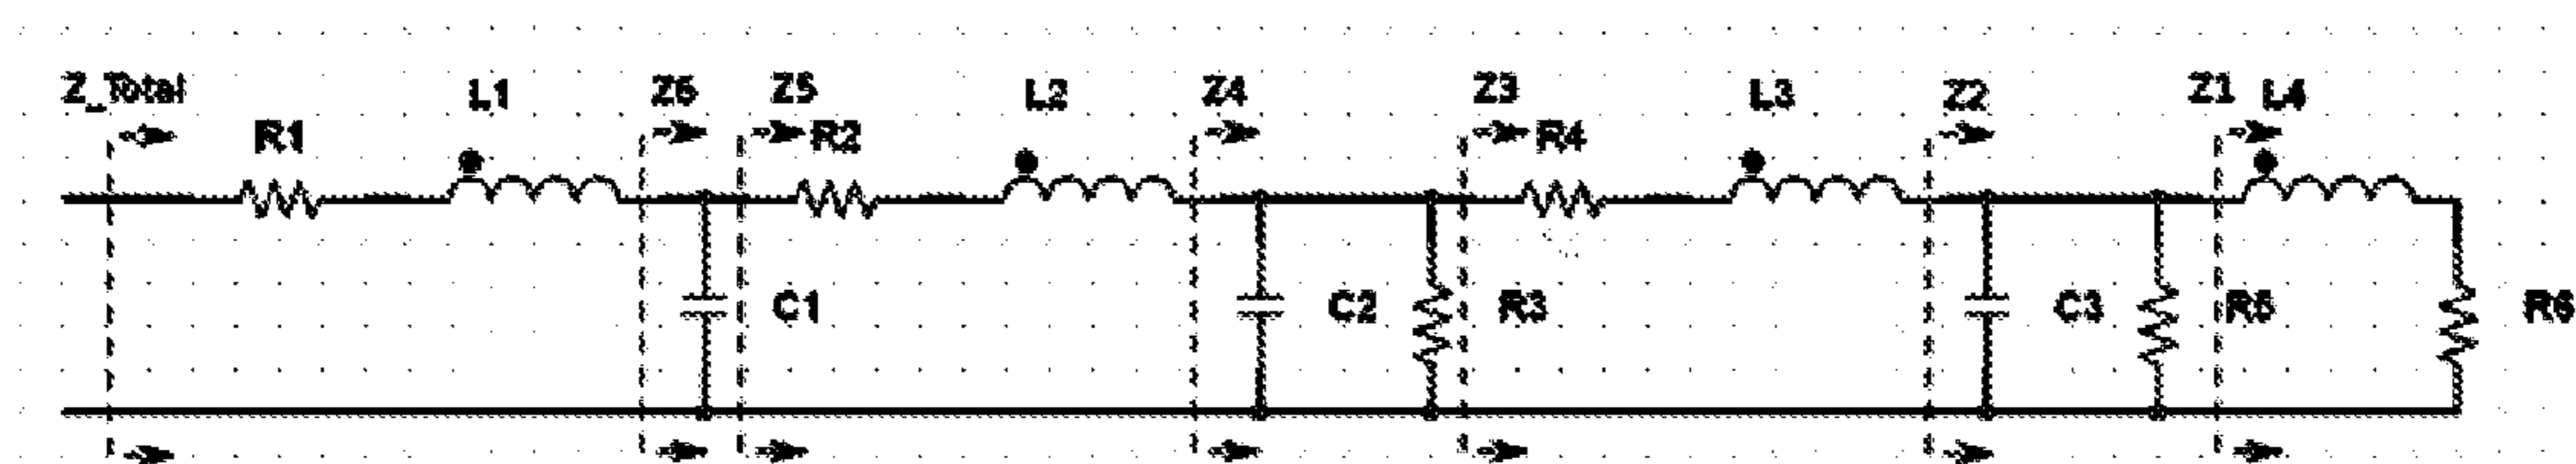 Z_Total L1 Z6 Z5 L2 Z4 Z3 L3 Z2 Z1 L4
R1 R2 R4
C1 C2 R3 C3 R5 R6